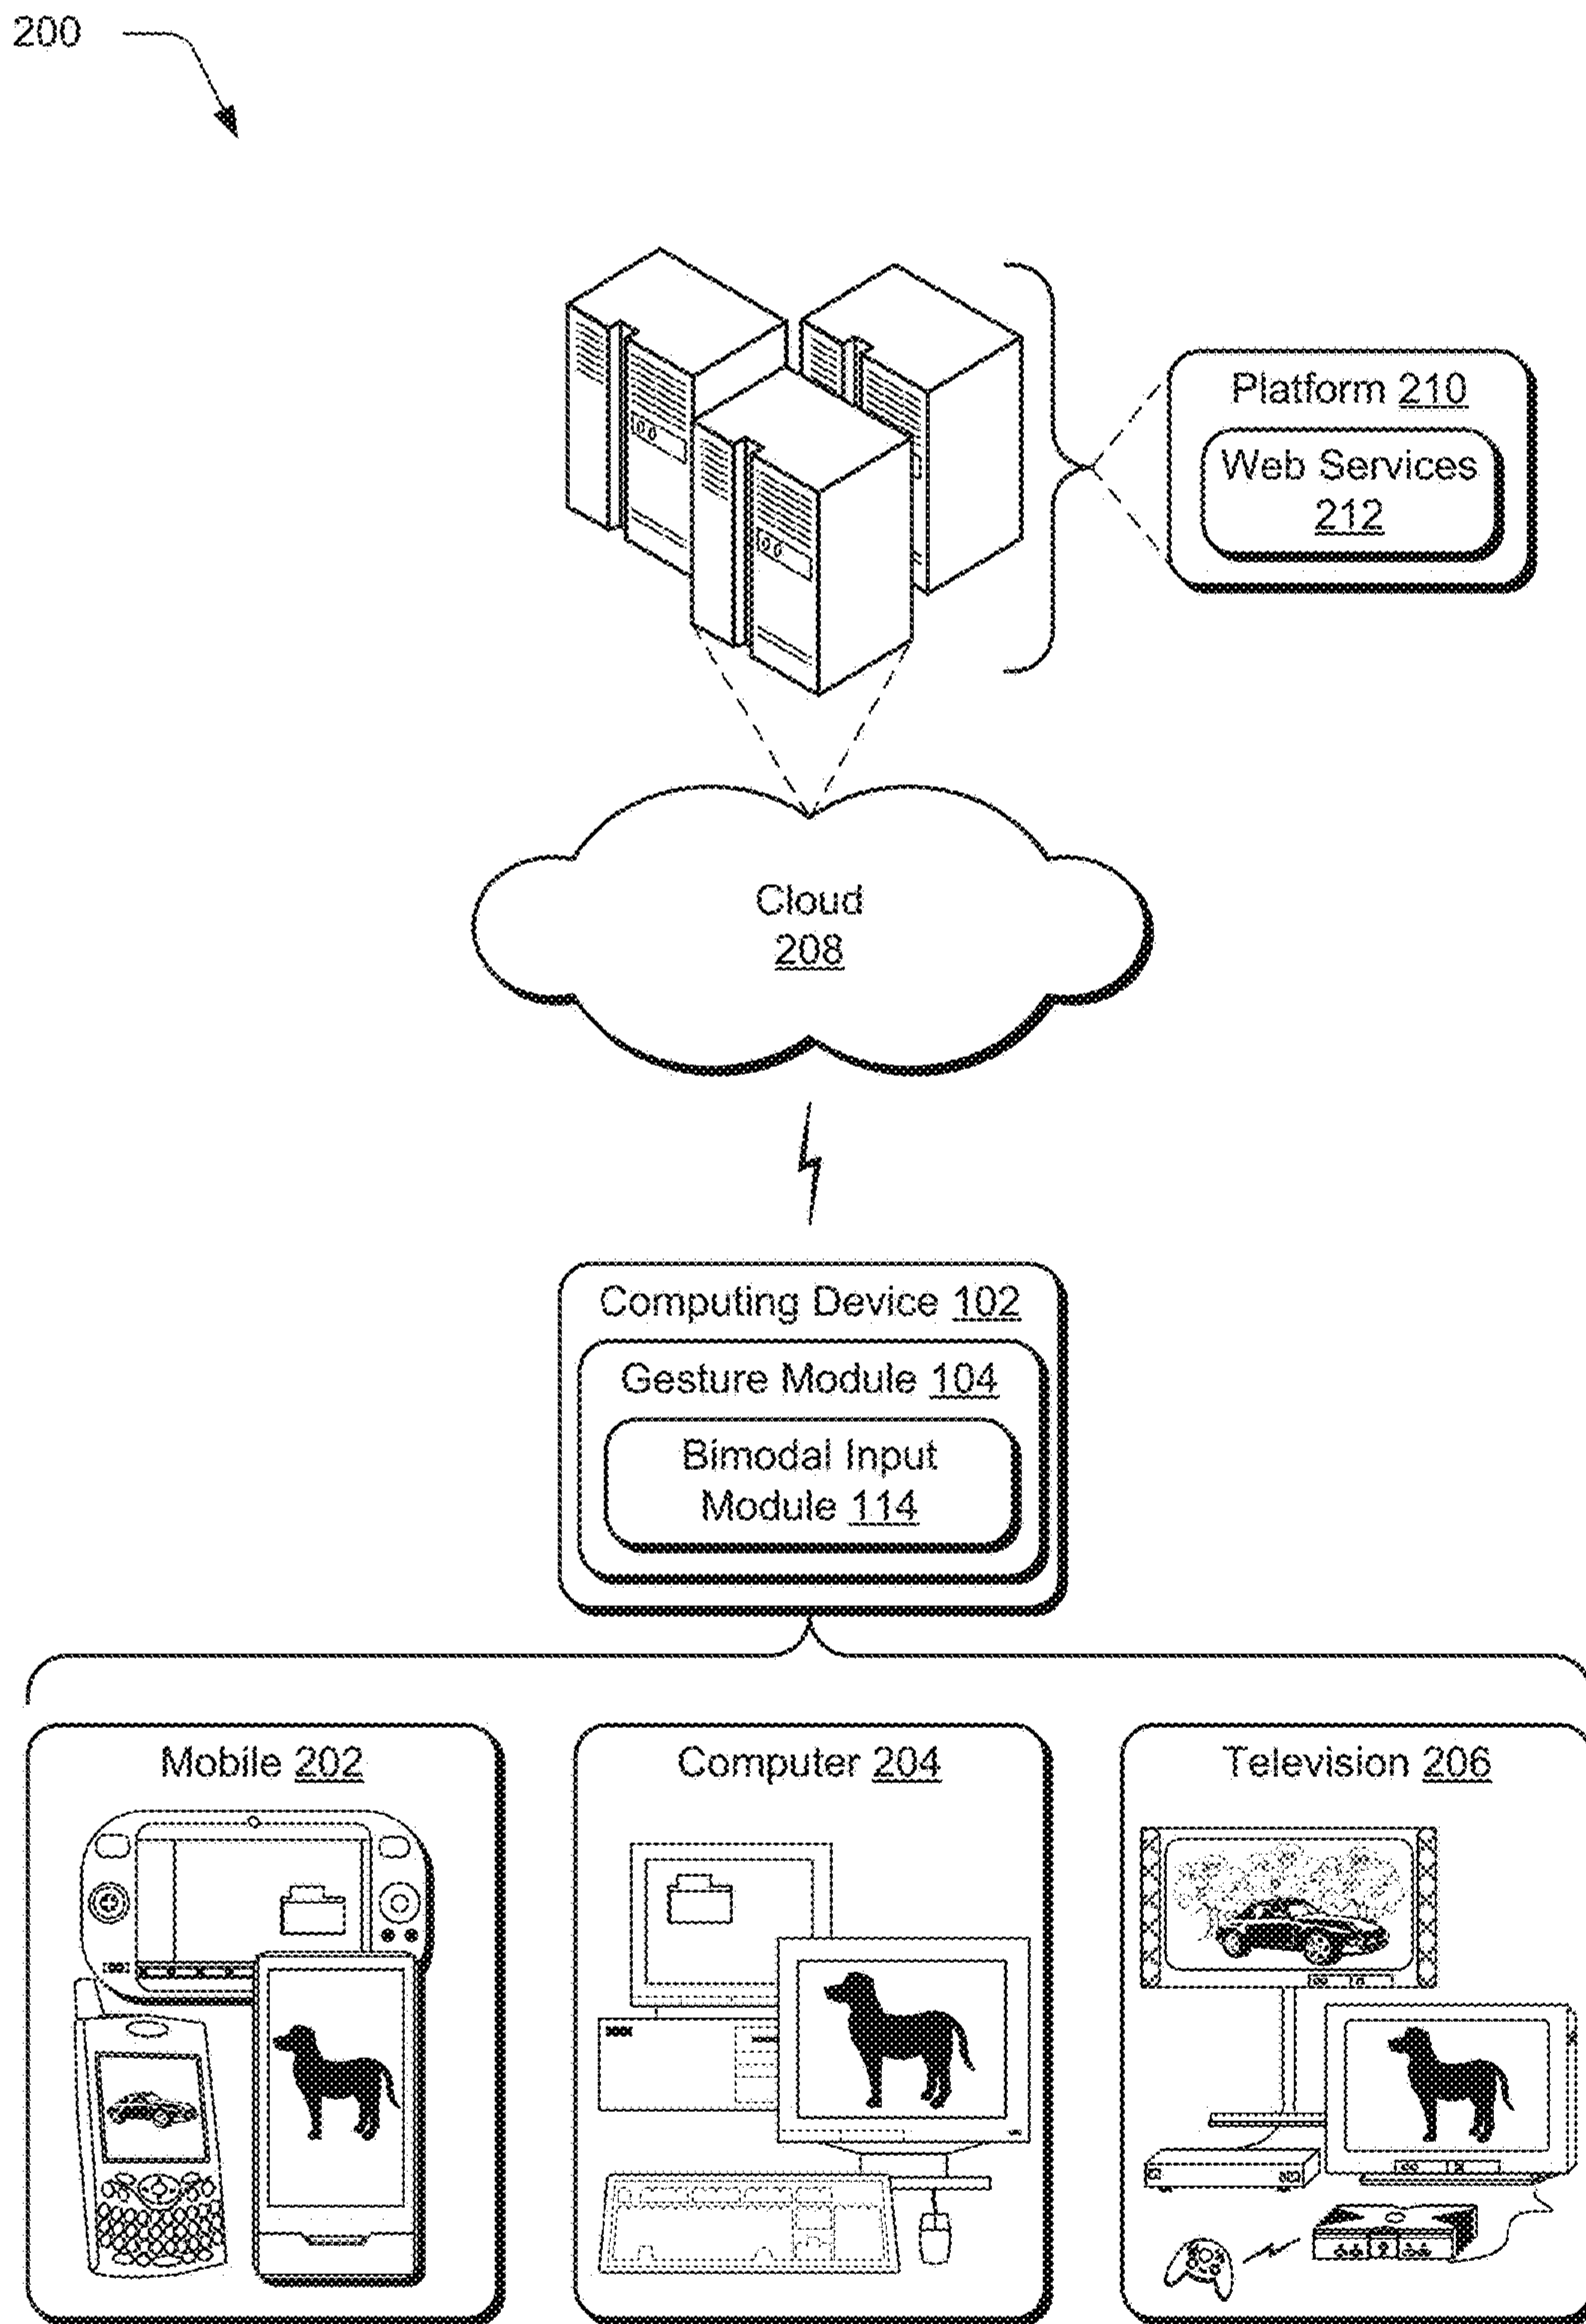 200
Platform 210
Web Services
212
Cloud
208
Computing Device 102
Gesture Module 104
Bimodal Input
Module 114
Mobile 202
Computer 204
Television 206